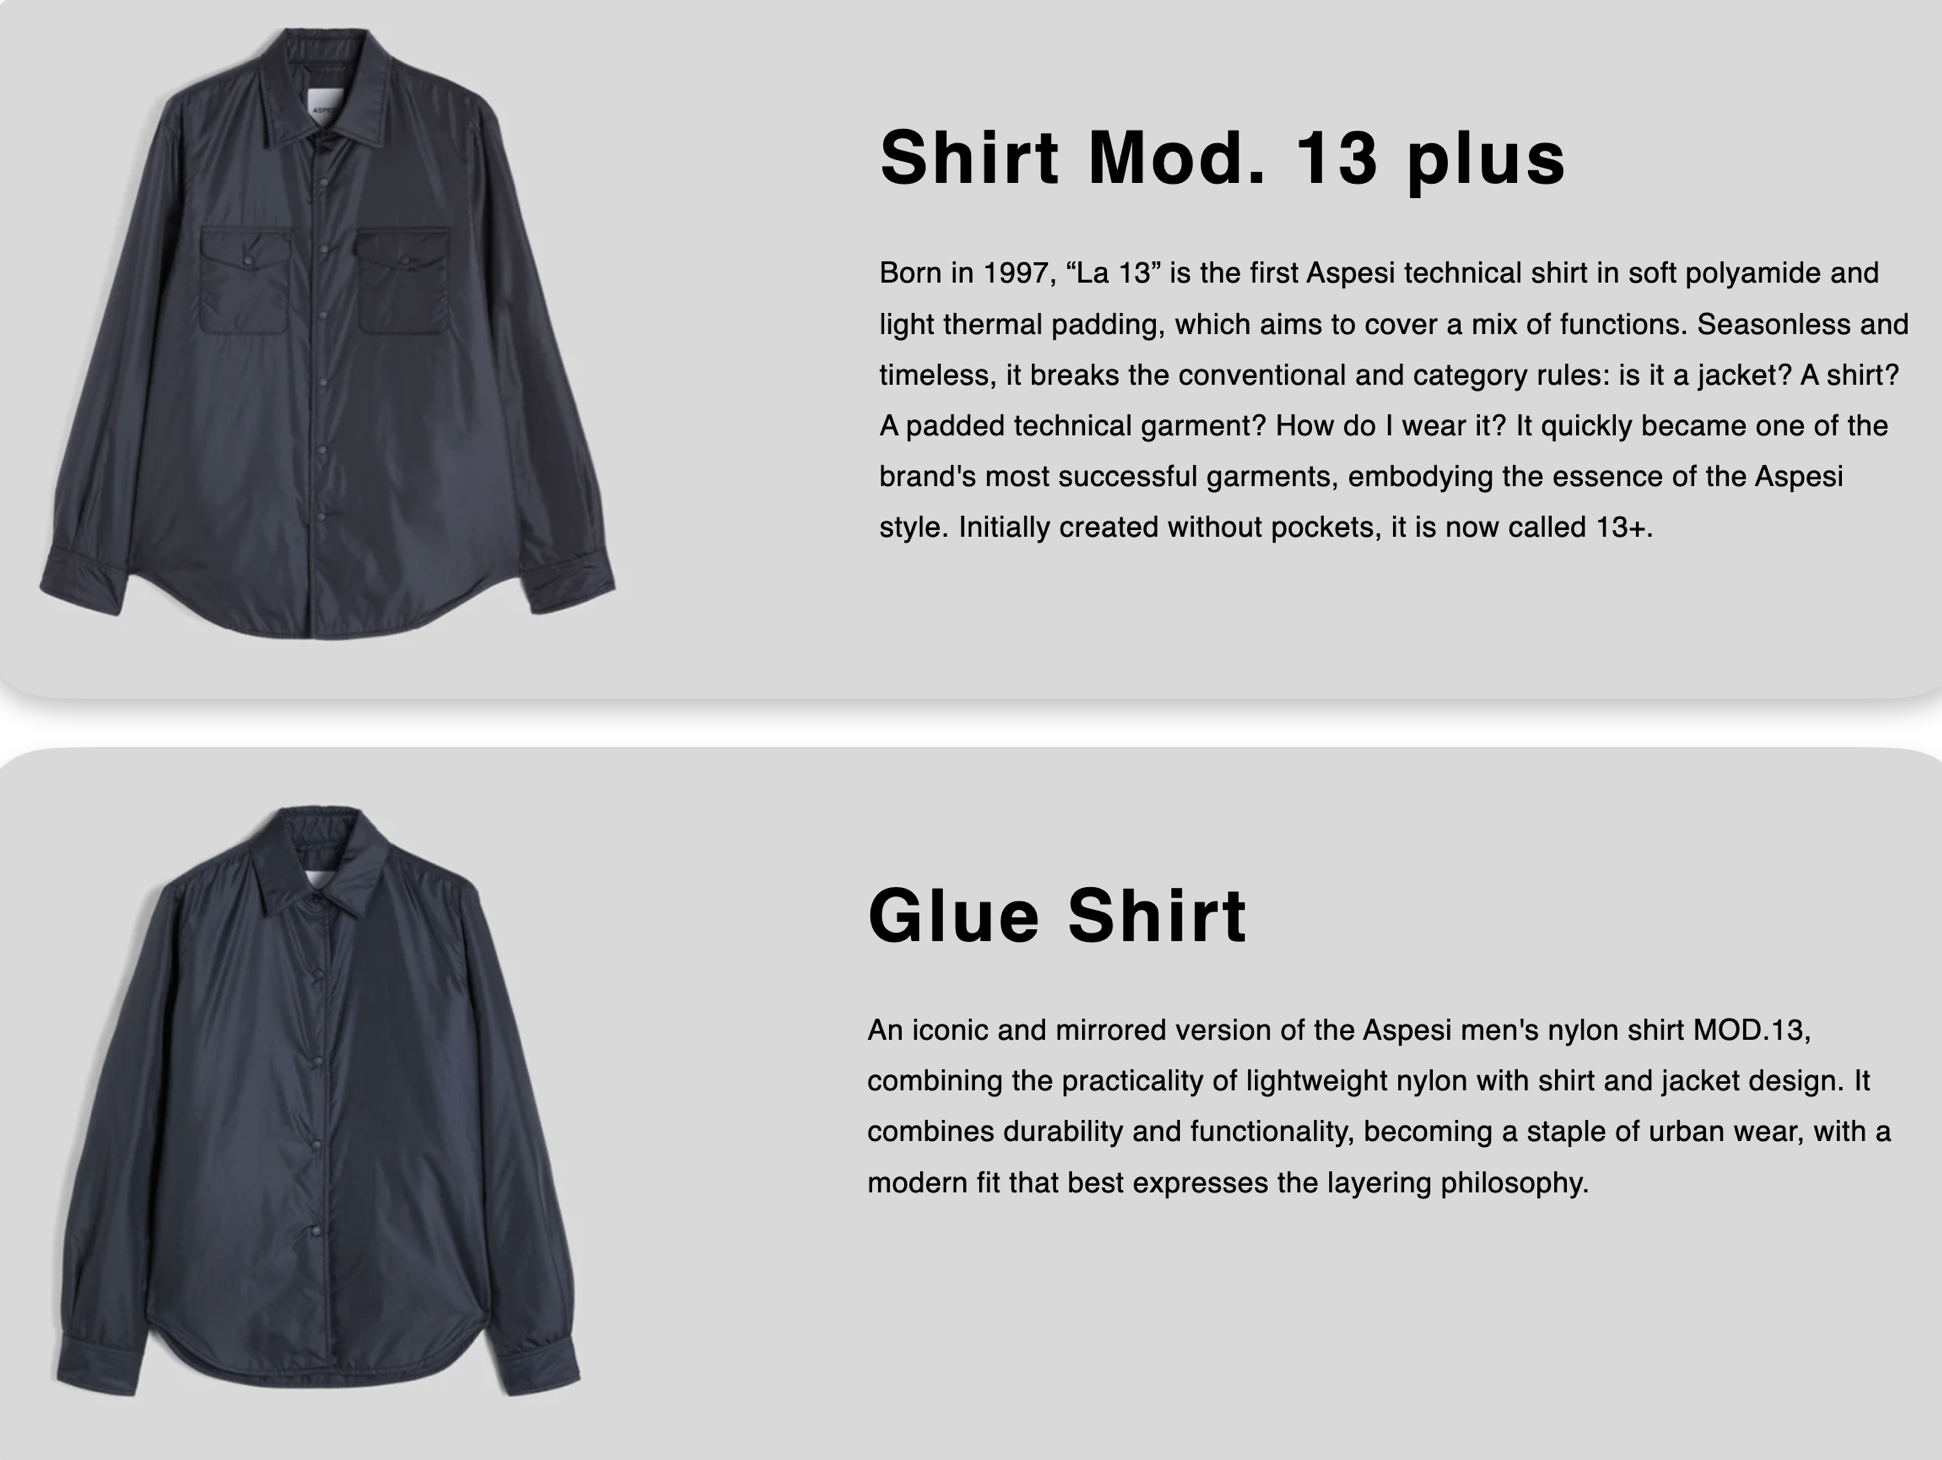 ASPESI
Shirt Mod. 13 plus
Born in 1997, “La 13” is the first Aspesi technical shirt in soft polyamide and
light thermal padding, which aims to cover a mix of functions. Seasonless and
timeless, it breaks the conventional and category rules: is it a jacket? A shirt?
A padded technical garment? How do I wear it? It quickly became one of the
brand's most successful garments, embodying the essence of the Aspesi
style. Initially created without pockets, it is now called 13+.
Glue Shirt
An iconic and mirrored version of the Aspesi men's nylon shirt MOD.13,
combining the practicality of lightweight nylon with shirt and jacket design. It
combines durability and functionality, becoming a staple of urban wear, with a
modern fit that best expresses the layering philosophy.